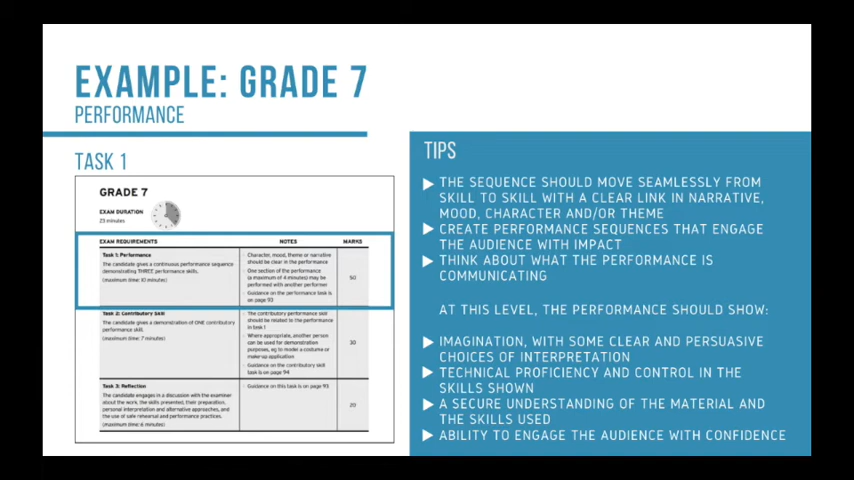 EXAMPLE: GRADE 7
PERFORMANCE
TASK 1
GRADE 7
EXAM DURATION
23 minutes
EXAM REQUIREMENTS NOTES MARKS
Task 1: Performance
The candidate gives a continuous performance sequence
demonstrating THREE performance skills.
(maximum time: 10 minutes)
· Character, mood, theme or narrative
should be clear in the performance
· One section of the performance
(a maximum of 4 minutes) may be
performed with another performer
· Guidance on the performance task is
on page 93
50
Task 2: Contributory Skill
The candidate gives a demonstration of ONE contributory
performance skill.
(maximum time: 7 minutes)
· The contributory performance skill
should be related to the performance
in task 1
· Where appropriate, another person
can be used for demonstration
purposes, eg to model a costume or
make-up application
· Guidance on the contributory skill
task is on page 94
30
Task 3: Reflection
The candidate engages in a discussion with the examiner
about the work, the skills presented, their preparation,
personal interpretation and alternative approaches, and
the use of safe rehearsal and performance practices.
(maximum time: 6 minutes)
· Guidance on this task is on page 91
20
TIPS
THE SEQUENCE SHOULD MOVE SEAMLESSLY FROM
SKILL TO SKILL WITH A CLEAR LINK IN NARRATIVE,
MOOD, CHARACTER AND/OR THEME
CREATE PERFORMANCE SEQUENCES THAT ENGAGE
THE AUDIENCE WITH IMPACT
THINK ABOUT WHAT THE PERFORMANCE IS
COMMUNICATING
AT THIS LEVEL, THE PERFORMANCE SHOULD SHOW:
IMAGINATION, WITH SOME CLEAR AND PERSUASIVE
CHOICES OF INTERPRETATION
TECHNICAL PROFICIENCY AND CONTROL IN THE
SKILLS SHOWN
A SECURE UNDERSTANDING OF THE MATERIAL AND
THE SKILLS USED
ABILITY TO ENGAGE THE AUDIENCE WITH CONFIDENCE